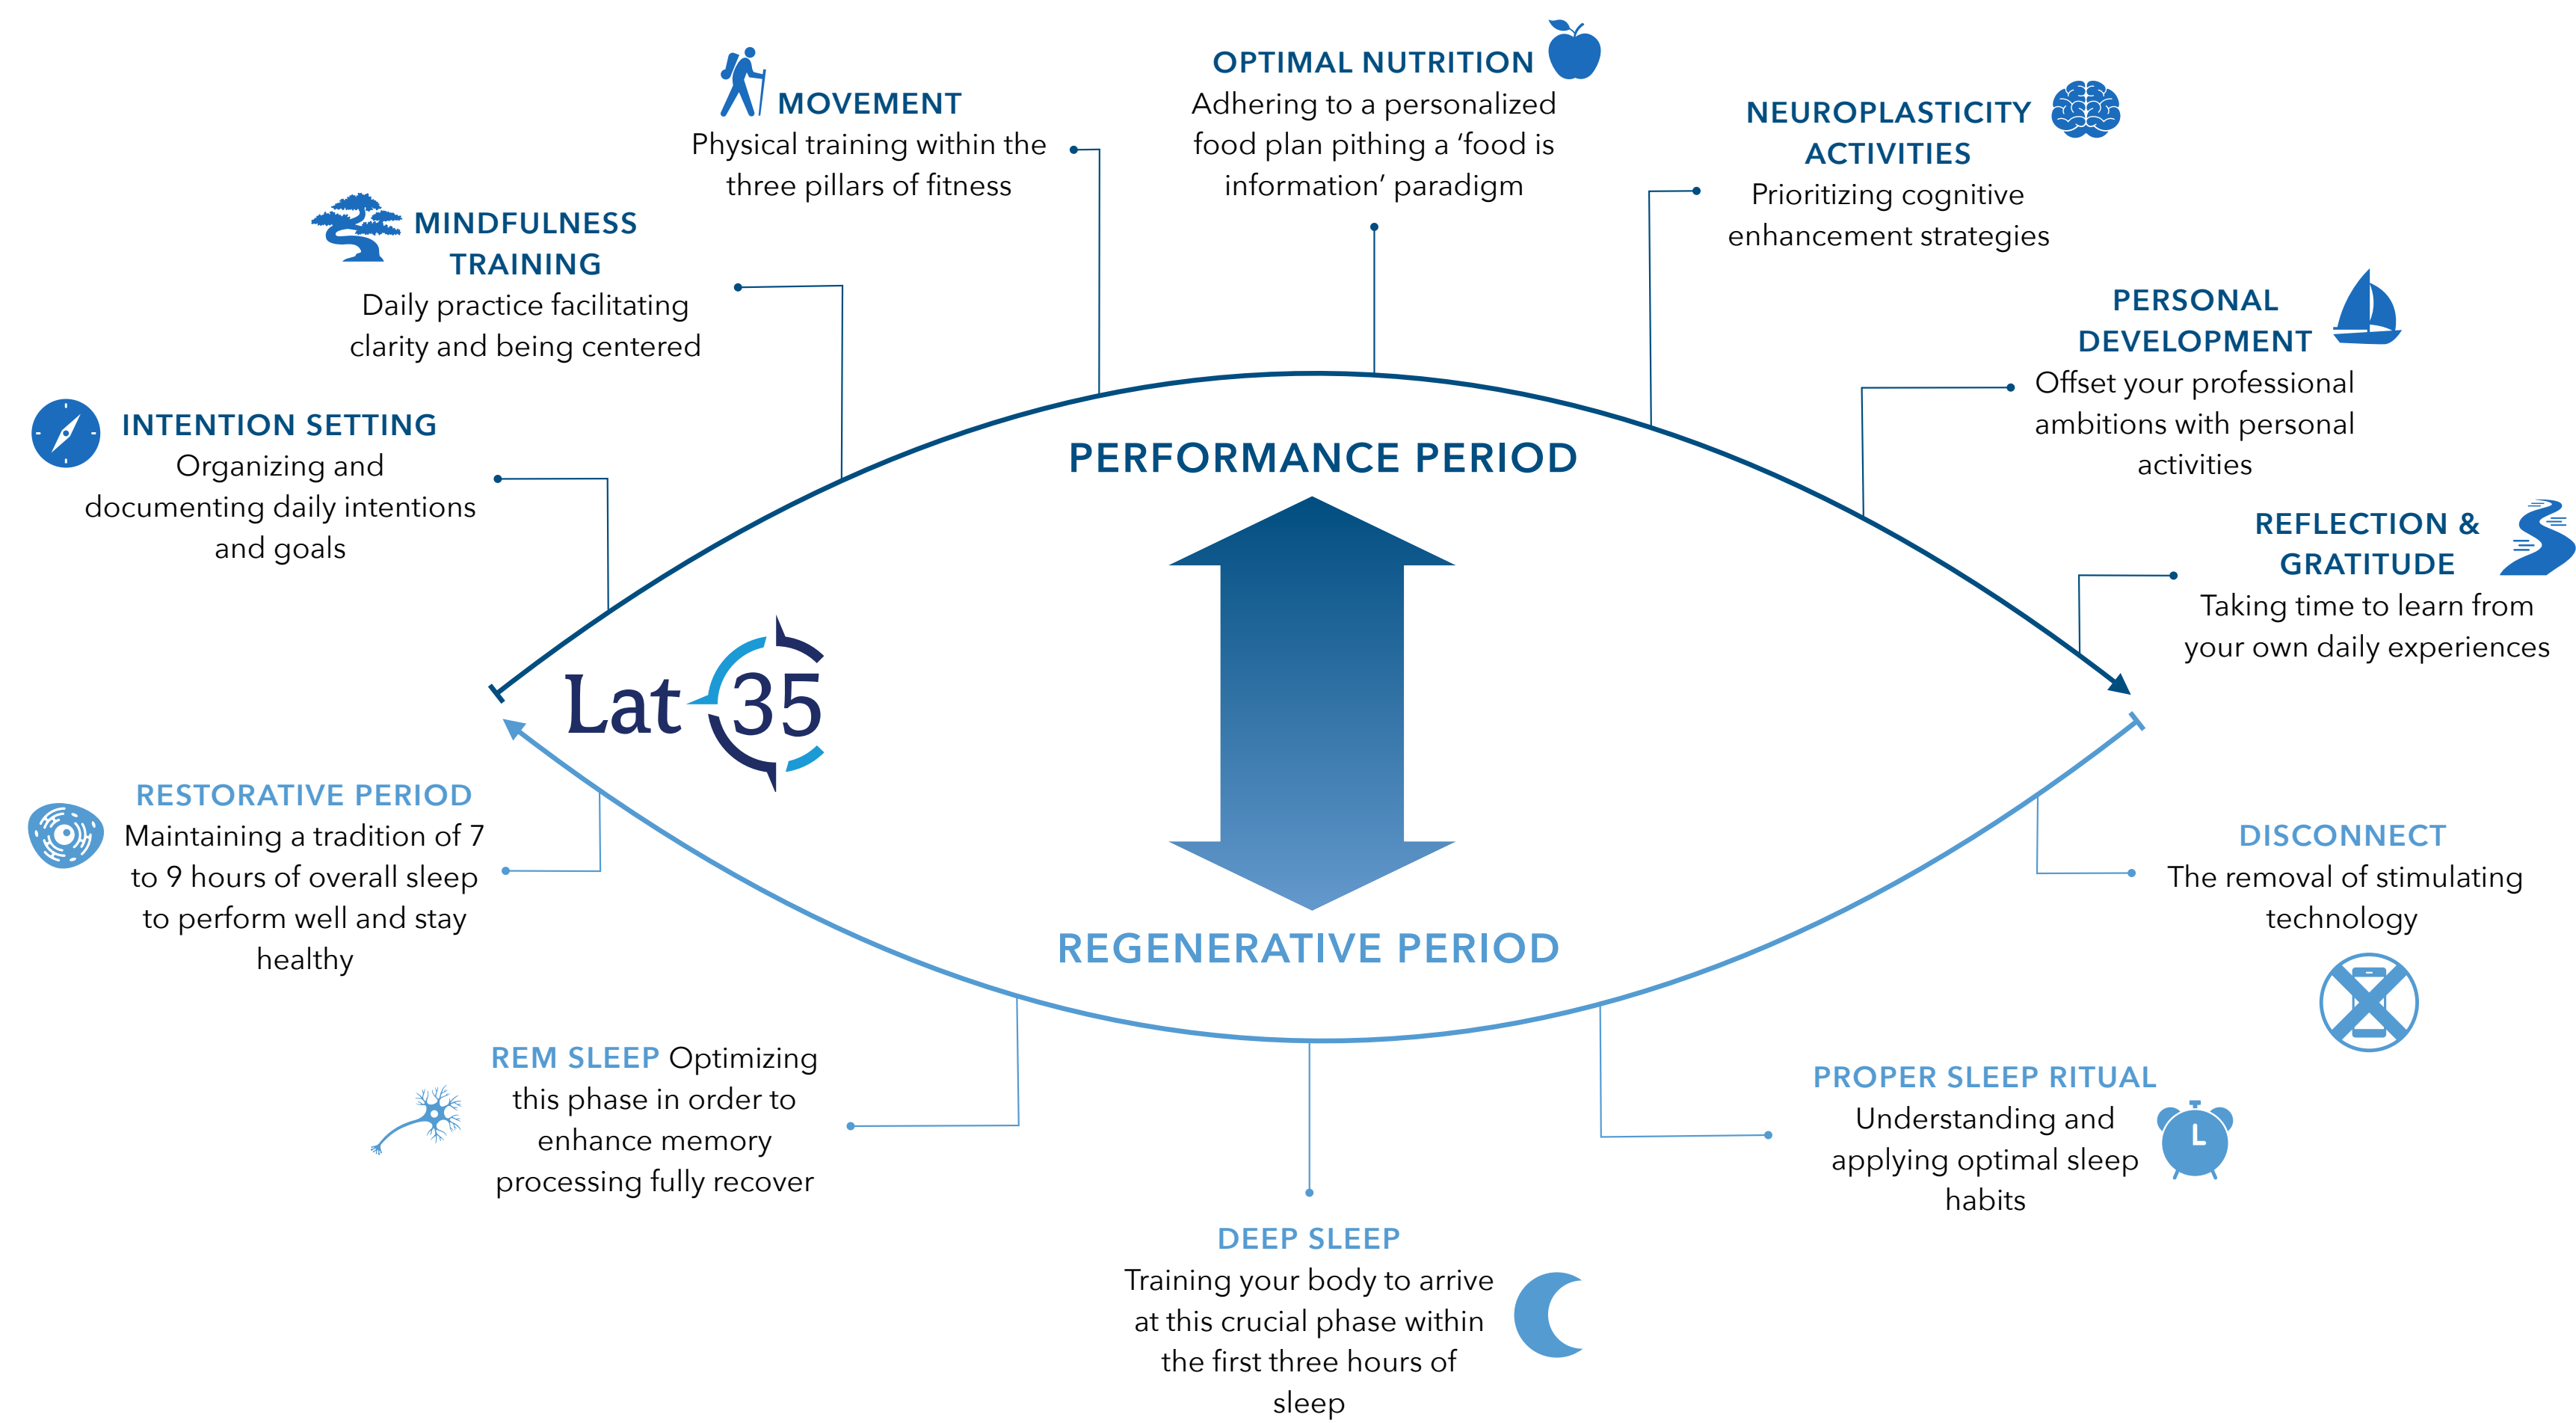 MOVEMENT
Physical training within the
three pillars of fitness
OPTIMAL NUTRITION
Adhering to a personalized
food plan pithing a ‘food is
information’ paradigm
NEUROPLASTICITY
ACTIVITIES
Prioritizing cognitive
enhancement strategies
MINDFULNESS
TRAINING
Daily practice facilitating
clarity and being centered
PERSONAL
DEVELOPMENT
Offset your professional
ambitions with personal
activities
INTENTION SETTING
Organizing and
documenting daily intentions
and goals
REFLECTION &
GRATITUDE
Taking time to learn from
your own daily experiences
PERFORMANCE PERIOD
Lat 35
REGENERATIVE PERIOD
RESTORATIVE PERIOD
Maintaining a tradition of 7
to 9 hours of overall sleep
to perform well and stay
healthy
DISCONNECT
The removal of stimulating
technology
REM SLEEP Optimizing
this phase in order to
enhance memory
processing fully recover
PROPER SLEEP RITUAL
Understanding and
applying optimal sleep
habits
DEEP SLEEP
Training your body to arrive
at this crucial phase within
the first three hours of
sleep